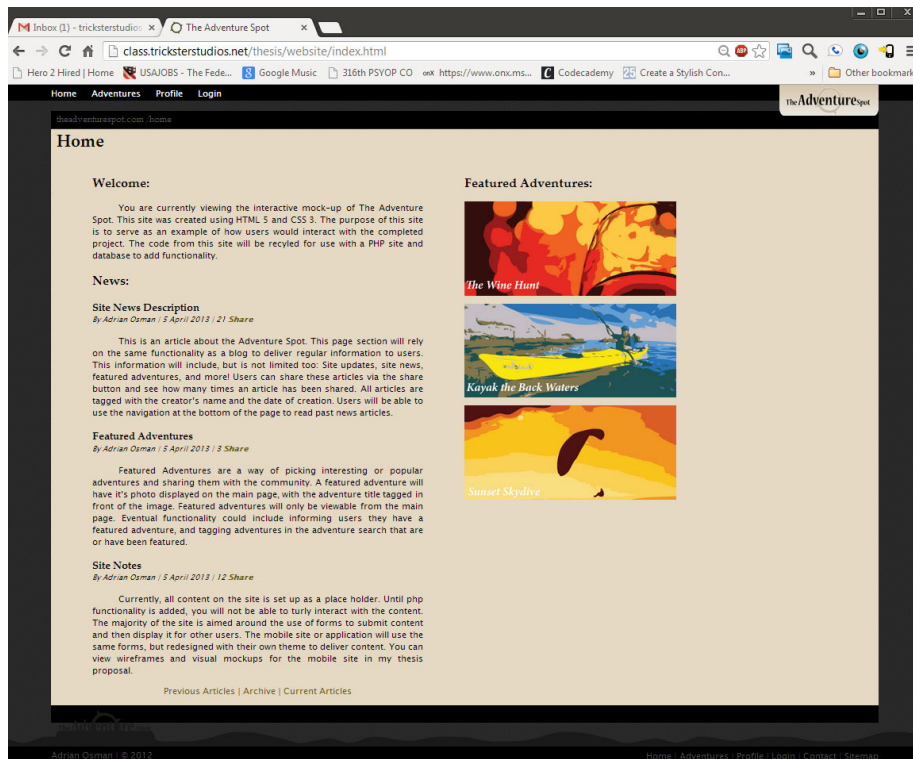 Inbox (1) - tricksterstudios
The Adventure Spot
class.tricksterstudios.net/thesis/website/index.html
ABP
Hero 2 Hired | Home
USAJOBS - The Fede...
8 Google Music
316th PSYOP CO
onx https://www.onx.ms...
Codecademy
Create a Stylish Con...
»
Other bookmark
Home Adventures Profile Login
The Adventure Spot
theadventurespot.com /home
Home
Welcome:
You are currently viewing the interactive mock-up of The Adventure
Spot. This site was created using HTML 5 and CSS 3. The purpose of this site
is to serve as an example of how users would interact with the completed
project. The code from this site will be recyled for use with a PHP site and
database to add functionality.
News:
Site News Description
By Adrian Osman | 5 April 2013 | 21 Share
This is an article about the Adventure Spot. This page section will rely
on the same functionality as a blog to deliver regular information to users.
This information will include, but is not limited too: Site updates, site news,
featured adventures, and more! Users can share these articles via the share
button and see how many times an article has been shared. All articles are
tagged with the creator's name and the date of creation. Users will be able to
use the navigation at the bottom of the page to read past news articles.
Featured Adventures
By Adrian Osman | 5 April 2013 | 3 Share
Featured Adventures are a way of picking interesting or popular
adventures and sharing them with the community. A featured adventure will
have it's photo displayed on the main page, with the adventure title tagged in
front of the image. Featured adventures will only be viewable from the main
page. Eventual functionality could include informing users they have a
featured adventure, and tagging adventures in the adventure search that are
or have been featured.
Site Notes
By Adrian Osman | 5 April 2013 | 12 Share
Currently, all content on the site is set up as a place holder. Until php
functionality is added, you will not be able to turly interact with the content.
The majority of the site is aimed around the use of forms to submit content
and then display it for other users. The mobile site or application will use the
same forms, but redesigned with their own theme to deliver content. You can
view wireframes and visual mockups for the mobile site in my thesis
proposal.
Previous Articles | Archive | Current Articles
Featured Adventures:
The Wine Hunt
Kayak the Back Waters
Sunset Skydive
Adrian Osman | © 2012
Home | Adventures | Profile | Login | Contact | Sitemap